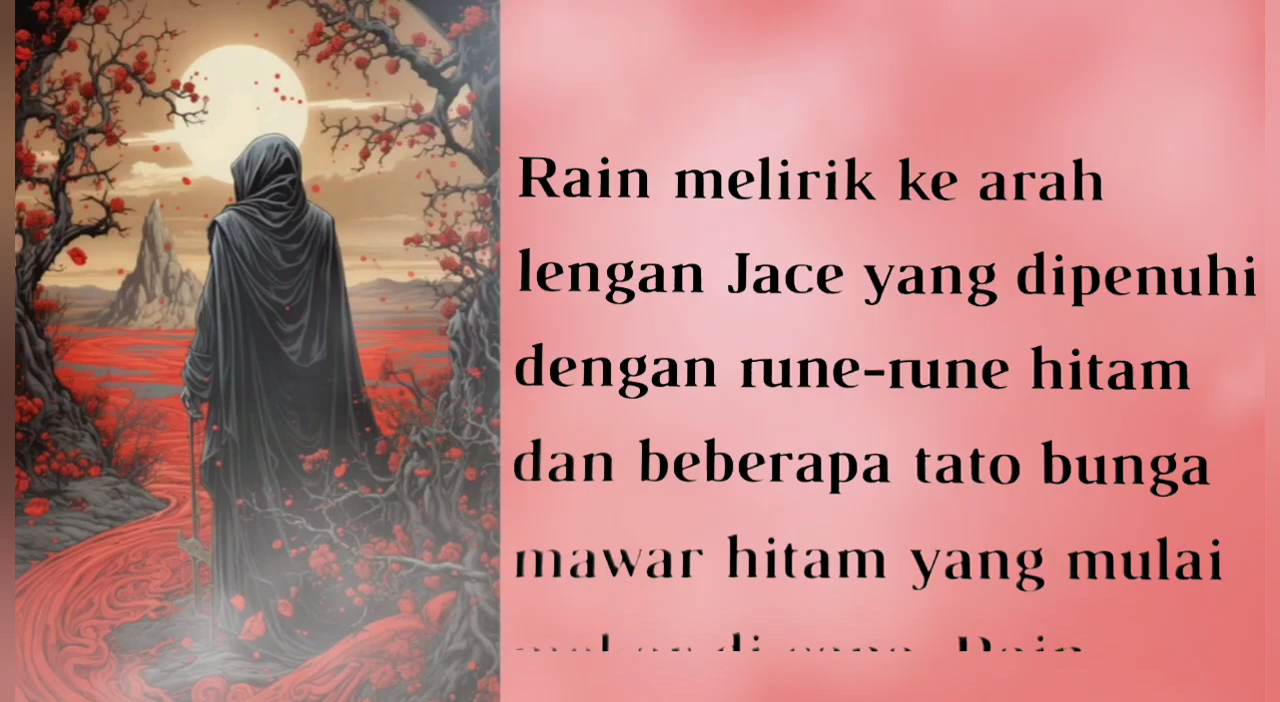 Rain melirik ke arah
lengan Jace yang dipenuhi
dengan rune-rune hitam
dan beberapa tato bunga
mawar hitam yang mulai